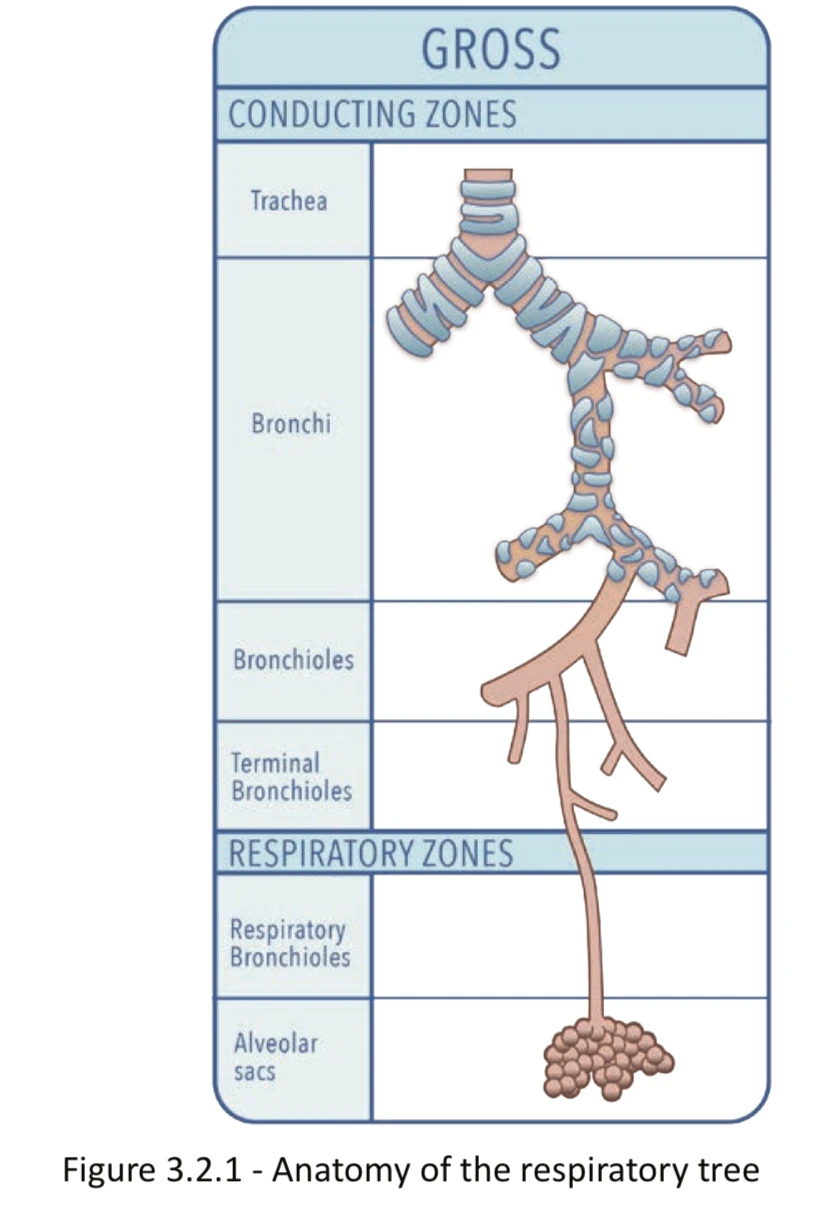 GROSS
CONDUCTING ZONES
Trachea
Bronchi
Bronchioles
Terminal
Bronchioles
RESPIRATORY ZONES
Respiratory
Bronchioles
Alveolar
sacs
Figure 3.2.1 - Anatomy of the respiratory tree